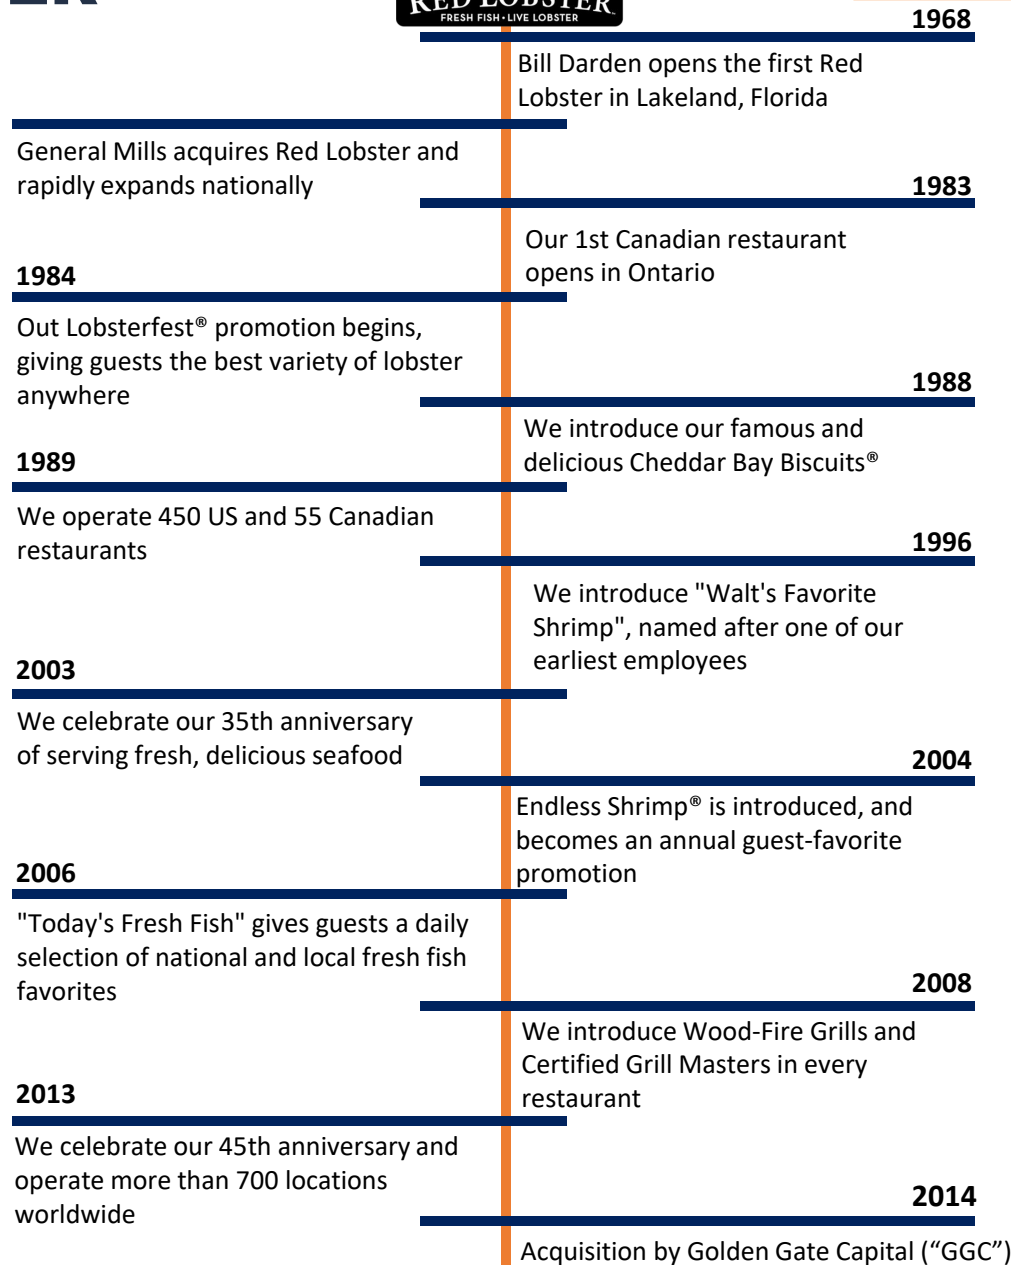 RED LOBSTER
FRESH FISH • LIVE LOBSTER
1968
Bill Darden opens the first Red
Lobster in Lakeland, Florida
General Mills acquires Red Lobster and
rapidly expands nationally
1983
Our 1st Canadian restaurant
opens in Ontario
1984
Out Lobsterfest® promotion begins,
giving guests the best variety of lobster
anywhere
1988
We introduce our famous and
delicious Cheddar Bay Biscuits®
1989
We operate 450 US and 55 Canadian
restaurants
1996
We introduce "Walt's Favorite
Shrimp", named after one of our
earliest employees
2003
We celebrate our 35th anniversary
of serving fresh, delicious seafood
2004
Endless Shrimp® is introduced, and
becomes an annual guest-favorite
promotion
2006
"Today's Fresh Fish" gives guests a daily
selection of national and local fresh fish
favorites
2008
We introduce Wood-Fire Grills and
Certified Grill Masters in every
restaurant
2013
We celebrate our 45th anniversary and
operate more than 700 locations
worldwide
2014
Acquisition by Golden Gate Capital (“GGC”)